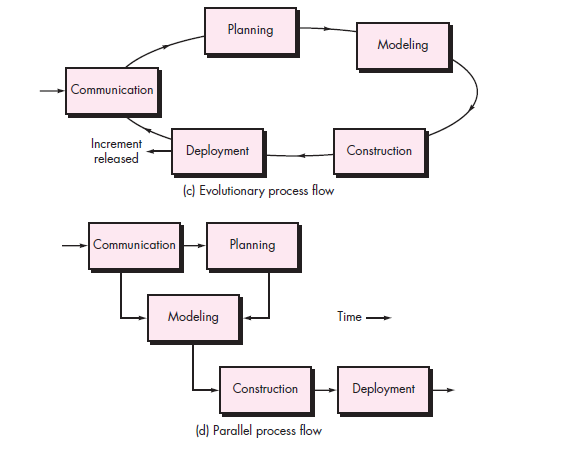 Planning
Modeling
Communication
Increment
released
Deployment
Construction
(c) Evolutionary process flow
Communication
Planning
Modeling
Time
Construction
Deployment
(d) Parallel process flow